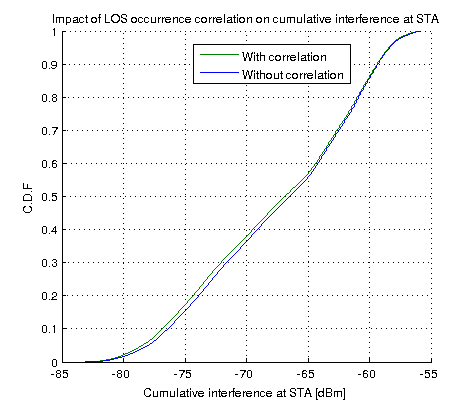 Impact of LOS occurrence correlation on cumulative interference at STA
With correlation
Without correlation
C.D.F
1
0.9
0.8
0.7
0.6
0.5
0.4
0.3
0.2
0.1
0
-85 -80 -75 -70 -65 -60 -55
Cumulative interference at STA [dBm]